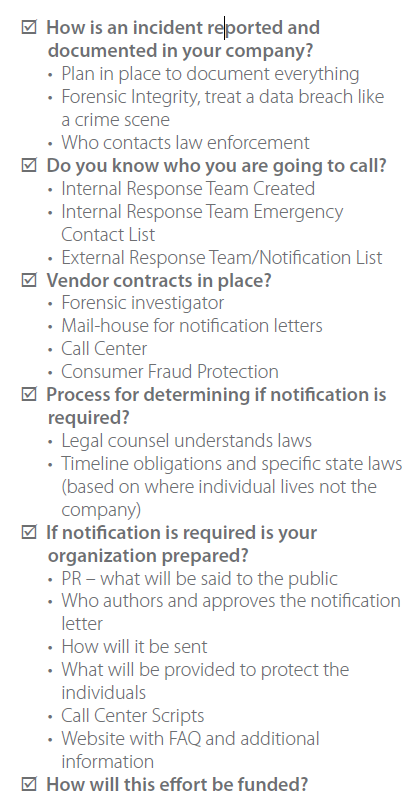 ☑ How is an incident reported and
documented in your company?
• Plan in place to document everything
• Forensic Integrity, treat a data breach like
a crime scene
• Who contacts law enforcement
☑ Do you know who you are going to call?
• Internal Response Team Created
• Internal Response Team Emergency
Contact List
• External Response Team/Notification List
☑ Vendor contracts in place?
• Forensic investigator
• Mail-house for notification letters
• Call Center
• Consumer Fraud Protection
☑ Process for determining if notification is
required?
• Legal counsel understands laws
• Timeline obligations and specific state laws
(based on where individual lives not the
company)
☑ If notification is required is your
organization prepared?
• PR – what will be said to the public
• Who authors and approves the notification
letter
• How will it be sent
• What will be provided to protect the
individuals
• Call Center Scripts
• Website with FAQ and additional
information
☑ How will this effort be funded?